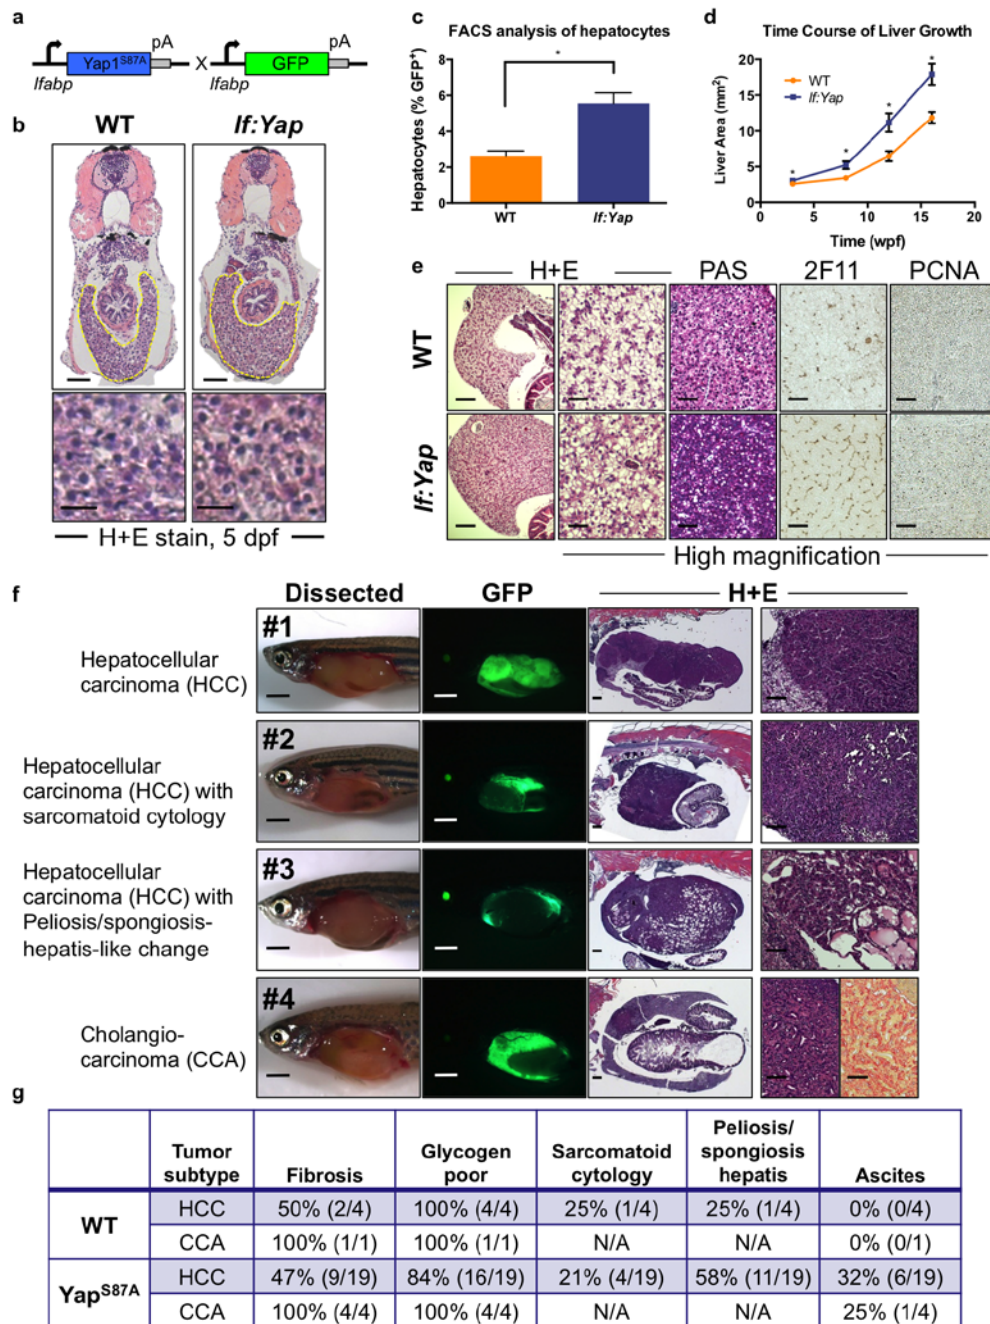 a
Yap1S87A
pA
X
GFP
pA
lfabp
lfabp
b
WT
lf:Yap
H+E stain, 5 dpf
c
FACS analysis of hepatocytes
Hepatocytes (% GFP+)
8
6
4
2
0
*
WT
lf:Yap
d
Time Course of Liver Growth
Liver Area (mm²)
20
15
10
5
0
WT
lf:Yap
* * * *
0 5 10 15 20
Time (wpf)
e
H+E PAS 2F11 PCNA
WT
lf:Yap
High magnification
f
Dissected GFP H+E
#1
Hepatocellular
carcinoma (HCC)
#2
Hepatocellular
carcinoma (HCC) with
sarcomatoid cytology
#3
Hepatocellular
carcinoma (HCC) with
Peliosis/spongiosis-
hepatis-like change
#4
Cholangio-
carcinoma (CCA)
g
Tumor subtype Fibrosis Glycogen poor Sarcomatoid cytology Peliosis/ spongiosis hepatis Ascites
WT HCC 50% (2/4) 100% (4/4) 25% (1/4) 25% (1/4) 0% (0/4)
CCA 100% (1/1) 100% (1/1) N/A N/A 0% (0/1)
YapS87A HCC 47% (9/19) 84% (16/19) 21% (4/19) 58% (11/19) 32% (6/19)
CCA 100% (4/4) 100% (4/4) N/A N/A 25% (1/4)